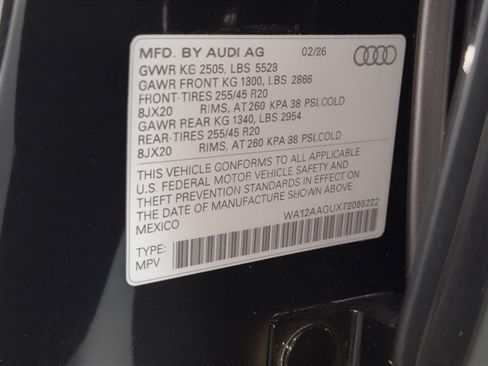 MFD. BY AUDI AG 02/26
GVWR KG 2505, LBS 5523
GAWR FRONT KG 1300, LBS 2866
FRONT-TIRES 255/45 R20
8JX20 RIMS, AT 260 KPA 38 PSI.COLD
GAWR REAR KG 1340, LBS 2954
REAR-TIRES 255/45 R20
8JX20 RIMS, AT 260 KPA 38 PSI.COLD
THIS VEHICLE CONFORMS TO ALL APPLICABLE
U.S. FEDERAL MOTOR VEHICLE SAFETY AND
THEFT PREVENTION STANDARDS IN EFFECT ON
THE DATE OF MANUFACTURE SHOWN ABOVE.
MEXICO WA12AAGUXT2008222
TYPE:
MPV